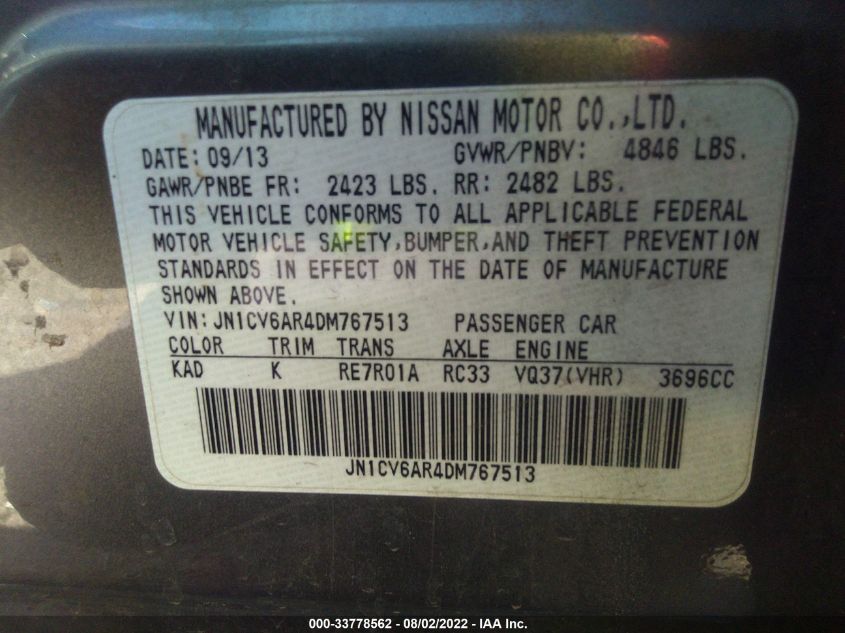 MANUFACTURED BY NISSAN MOTOR CO.,LTD.
DATE: 09/13 GVWR/PNBV: 4846 LBS.
GAWR/PNBE FR: 2423 LBS. RR: 2482 LBS.
THIS VEHICLE CONFORMS TO ALL APPLICABLE FEDERAL
MOTOR VEHICLE SAFETY,BUMPER,AND THEFT PREVENTION
STANDARDS IN EFFECT ON THE DATE OF MANUFACTURE
SHOWN ABOVE.
VIN: JN1CV6AR4DM767513 PASSENGER CAR
COLOR TRIM TRANS AXLE ENGINE
KAD K RE7R01A RC33 VQ37(VHR) 3696CC
JN1CV6AR4DM767513
000-33778562 - 08/02/2022 - IAA Inc.